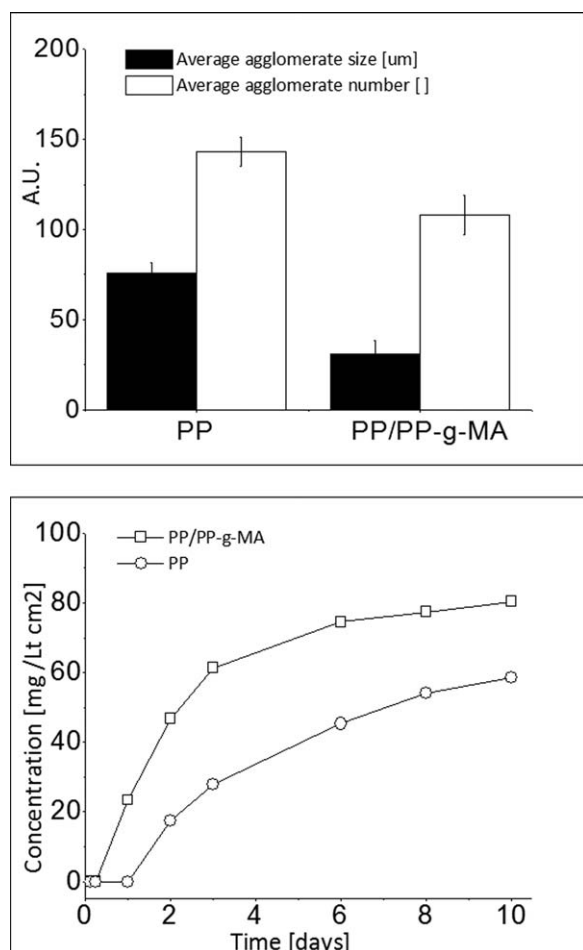 200
Average agglomerate size [um]
Average agglomerate number [ ]
150
A.U.
100
50
0
PP
PP/PP-g-MA
100
PP/PP-g-MA
PP
80
Concentration [mg /Lt cm2]
60
40
20
0
0 2 4 6 8 10
Time [days]